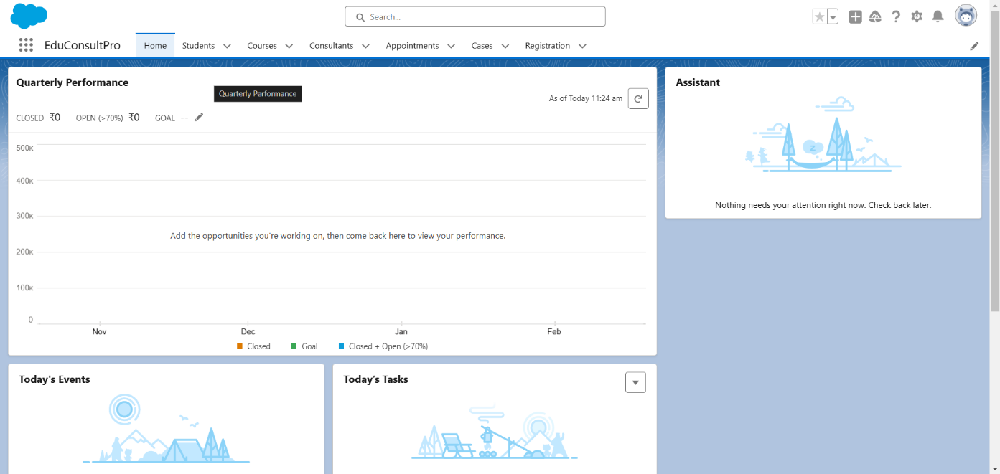 Search...
EduConsultPro
Home
Students
Courses
Consultants
Appointments
Cases
Registration
Quarterly Performance
Quarterly Performance
As of Today 11:24 am
CLOSED ₹0 OPEN (>70%) ₹0 GOAL --
500K
400K
300K
Add the opportunities you're working on, then come back here to view your performance.
200K
100K
0
Nov Dec Jan Feb
Closed Goal Closed + Open (>70%)
Assistant
z
Nothing needs your attention right now. Check back later.
Today's Events
Today’s Tasks